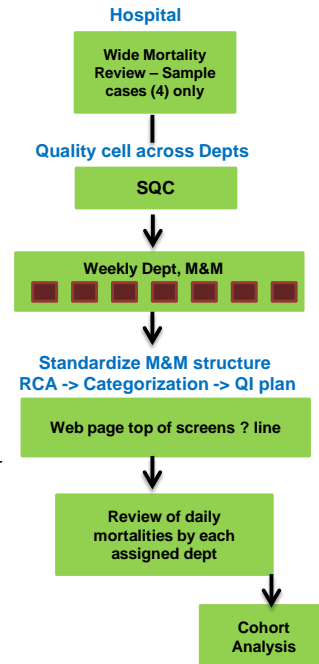 Hospital
Wide Mortality
Review – Sample
cases (4) only
Quality cell across Depts
SQC
Weekly Dept, M&M
Standardize M&M structure
RCA -> Categorization -> QI plan
Web page top of screens ? line
Review of daily
mortalities by each
assigned dept
Cohort
Analysis